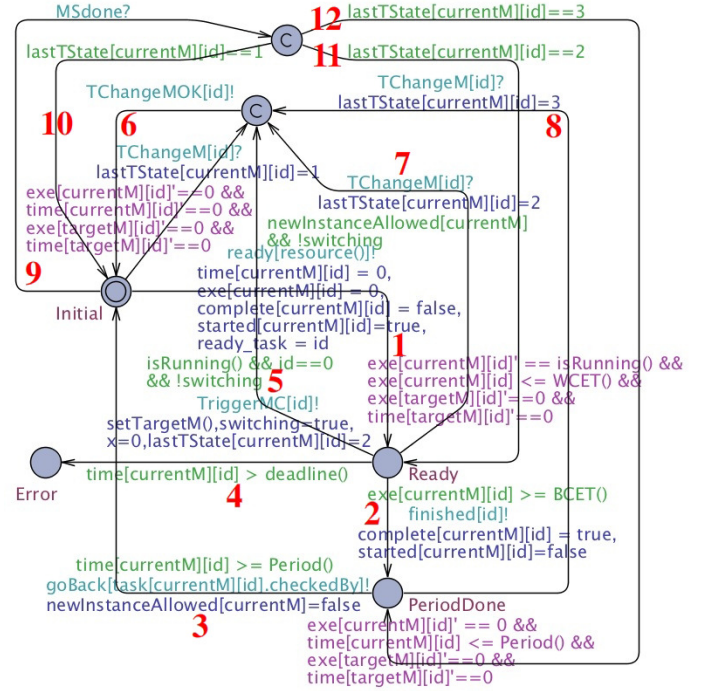 MSdone?
12 lastTState[currentM][id]==3
C
lastTState[currentM][id]==1
11 lastTState[currentM][id]==2
TChangeM[id]?
TChangeMOK[id]!
lastTState[currentM][id]=3
C
10
6
8
TChangeM[id]?
7
lastTState[currentM][id]=1
TChangeM[id]?
exe[currentM][id]'==0 &&
lastTState[currentM][id]=2
time[currentM][id]'==0 &&
newInstanceAllowed[currentM]
exe[targetM][id]'==0 &&
&& !switching
time[targetM][id]'==0
ready[resource()]!
9
time[currentM][id] = 0,
exe[currentM][id] = 0,
C
complete[currentM][id] = false,
Initial
started[currentM][id]=true,
ready_task = id
1
isRunning() && id==0
exe[currentM][id]' == isRunning() &&
&& !switching
5
exe[currentM][id] <= WCET() &&
TriggerMC[id]!
exe[targetM][id]'==0 &&
time[targetM][id]'==0
setTargetM(),switching=true,
x=0,lastTState[currentM][id]=2
Error
time[currentM][id] > deadline()
Ready
4
exe[currentM][id] >= BCET()
2
finished[id]!
complete[currentM][id] = true,
started[currentM][id]=false
time[currentM][id] >= Period()
goBack[task[currentM][id].checkedBy]!
newInstanceAllowed[currentM]=false
PeriodDone
3
exe[currentM][id]' == 0 &&
time[currentM][id] <= Period() &&
exe[targetM][id]'==0 &&
time[targetM][id]'==0